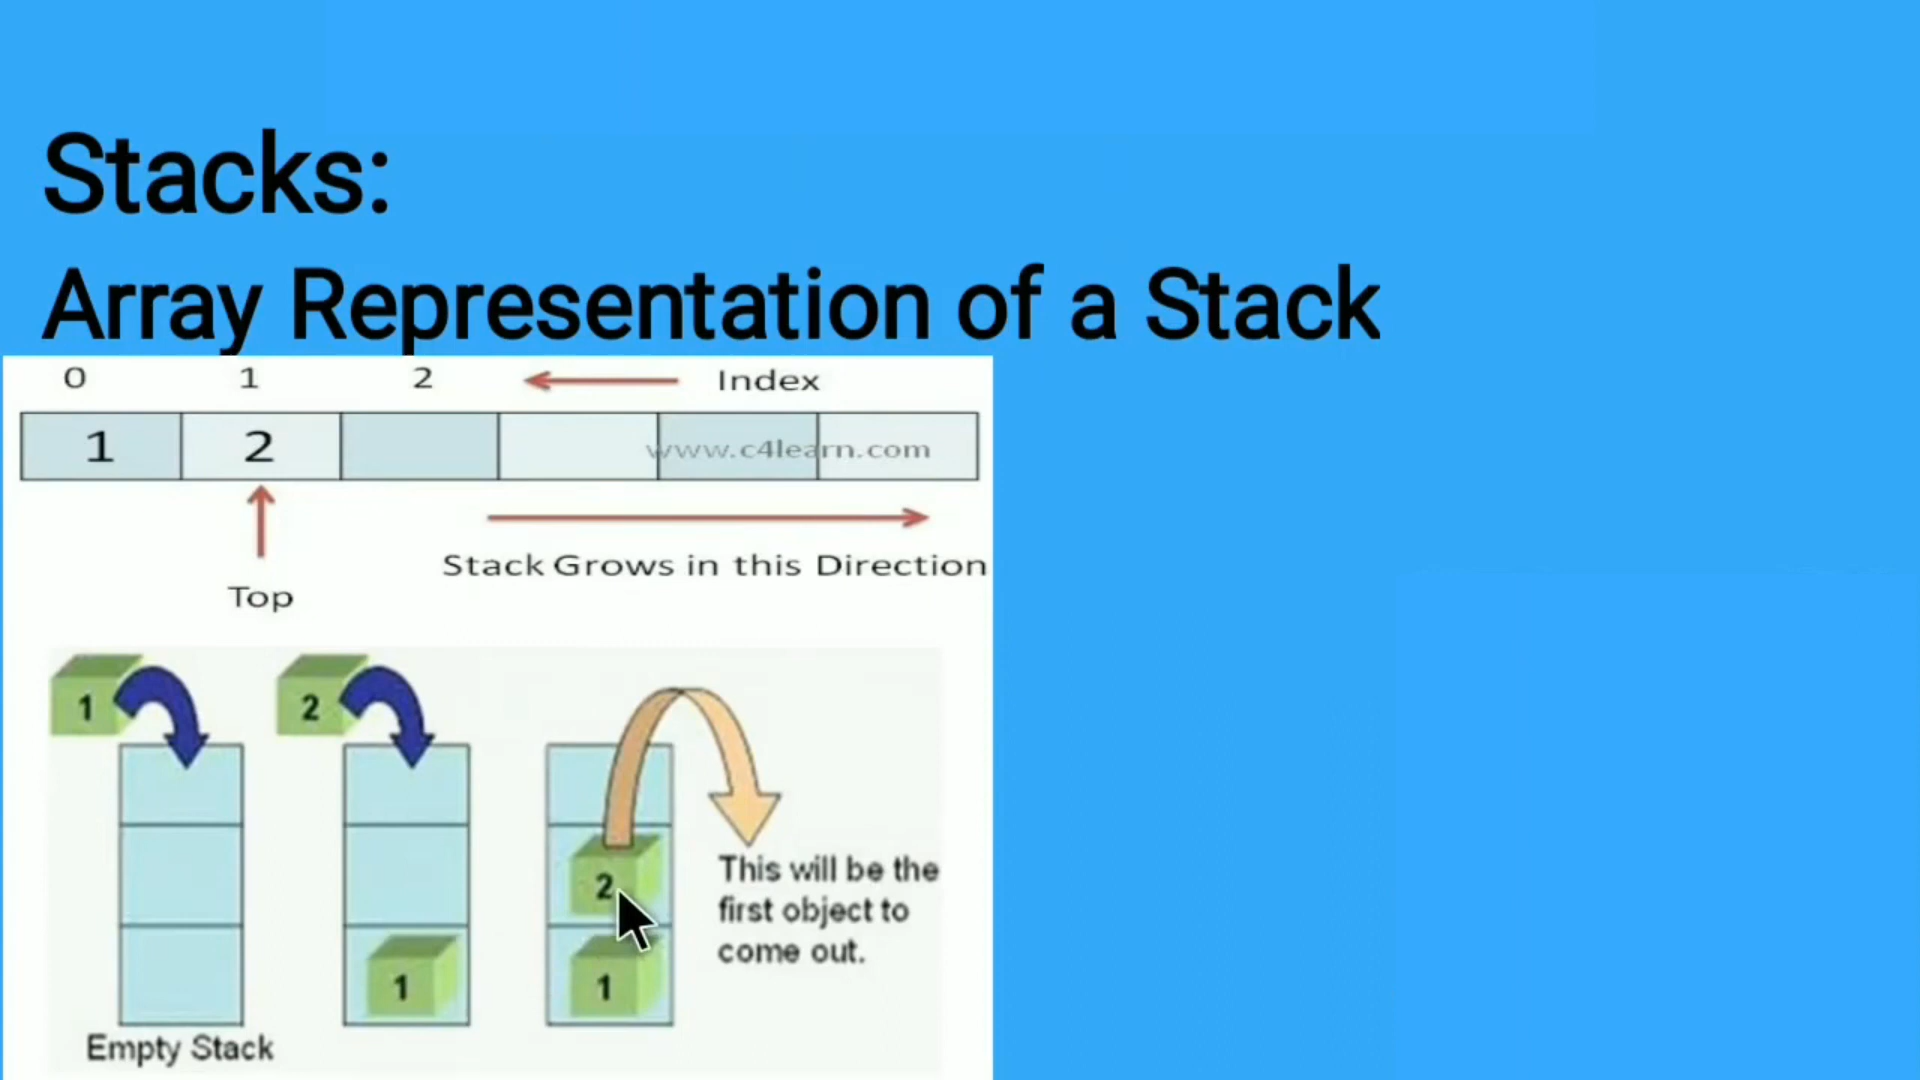 Stacks:
Array Representation of a Stack
0 1 2 Index
1 2
www.c4learn.com
Stack Grows in this Direction
Top
1 2
2
This will be the
first object to
come out.
1 1
Empty Stack